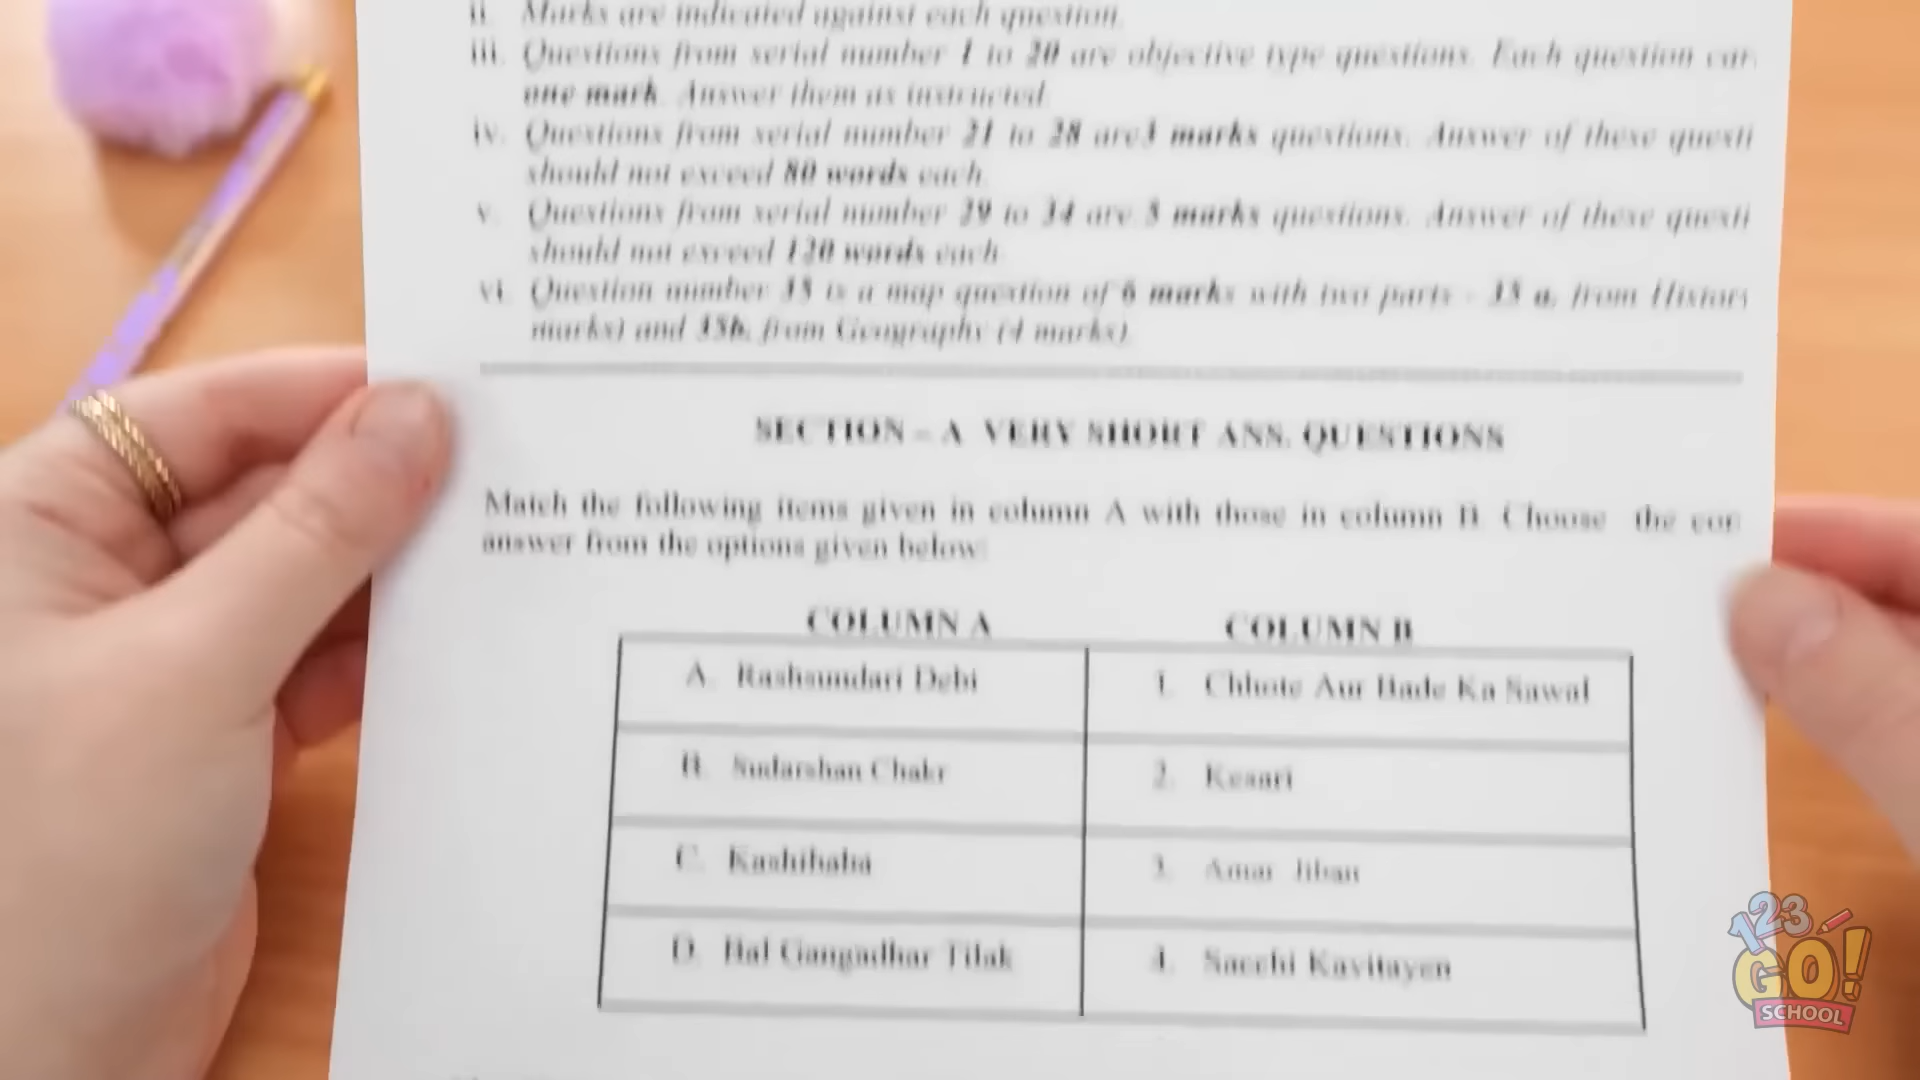 ii. Marks are indicated against each question.
iii. Questions from serial number 1 to 20 are objective type questions. Each question car
one mark. Answer them as instructed.
iv. Questions from serial number 21 to 28 are3 marks questions. Answer of these questi
should not exceed 80 words each.
v. Questions from serial number 29 to 34 are 5 marks questions. Answer of these questi
should not exceed 120 words each
vi. Question number 35 is a map question of 6 marks with two parts - 35 a. from Histor
marks) and 35b. from Geography (4 marks).
SECTION – A VERY SHORT ANS. QUESTIONS
Match the following items given in column A with those in column B. Choose the cor
answer from the options given below:
COLUMN A COLUMN B
A. Rashsundari Debi 1. Chhote Aur Bade Ka Sawal
B. Sudarshan Chakr 2. Kesari
C. Kashibaba 3. Amar Jiban
D. Bal Gangadhar Tilak 4. Sacchi Kavitayen
123
GO!
SCHOOL